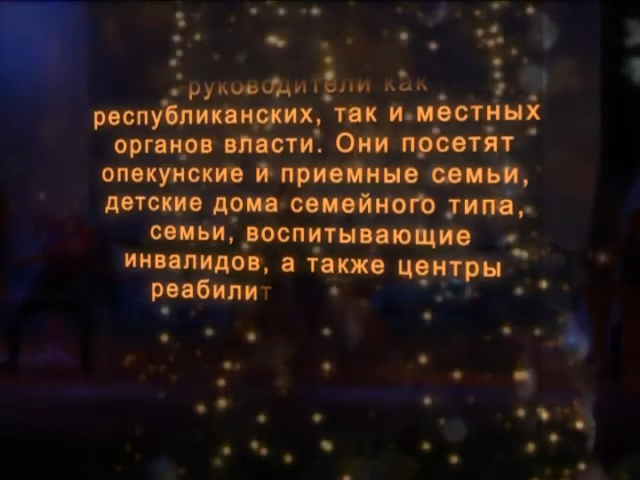 руководители как
республиканских, так и местных
органов власти. Они посетят
опекунские и приемные семьи,
детские дома семейного типа,
семьи, воспитывающие
инвалидов, а также центры
реабилит